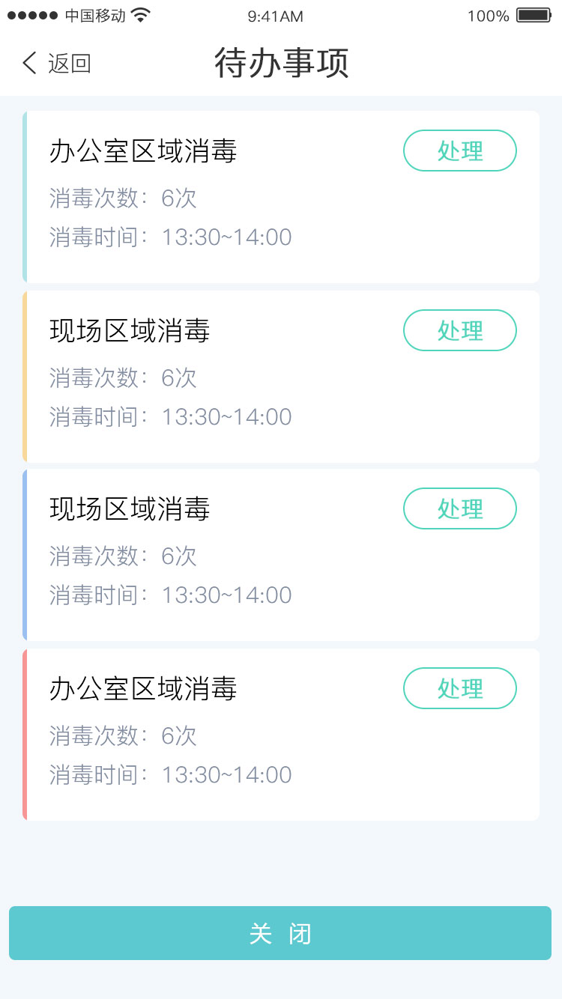 中国移动 9:41AM 100%
返回 待办事项
办公室区域消毒 处理
消毒次数：6次
消毒时间：13:30~14:00
现场区域消毒 处理
消毒次数：6次
消毒时间：13:30~14:00
现场区域消毒 处理
消毒次数：6次
消毒时间：13:30~14:00
办公室区域消毒 处理
消毒次数：6次
消毒时间：13:30~14:00
关 闭